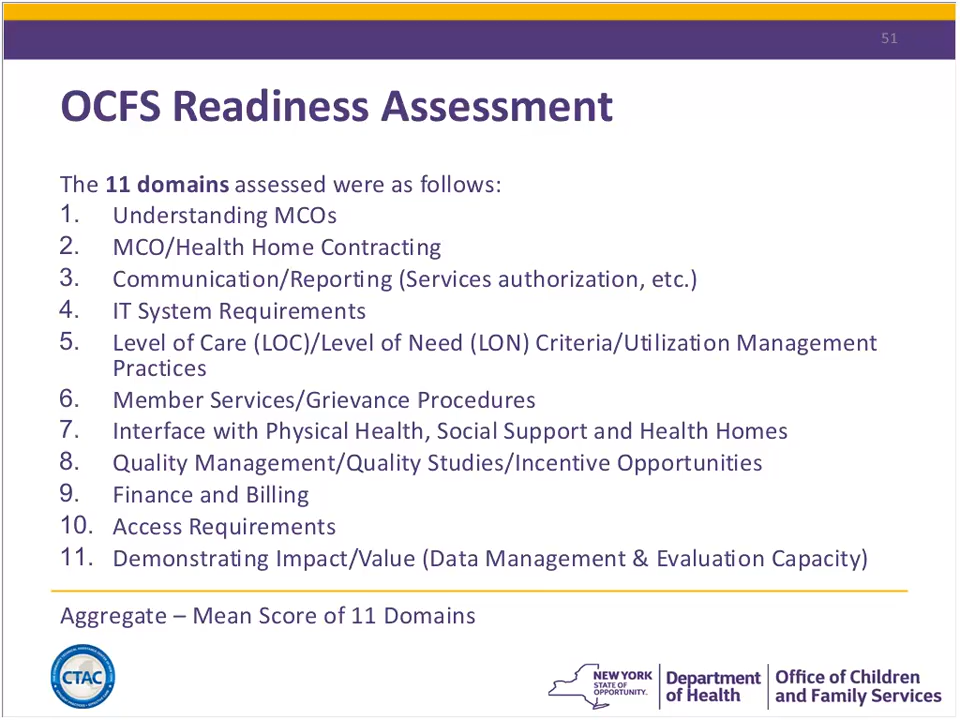 51
OCFS Readiness Assessment
The 11 domains assessed were as follows:
1. Understanding MCOs
2. MCO/Health Home Contracting
3. Communication/Reporting (Services authorization, etc.)
4. IT System Requirements
5. Level of Care (LOC)/Level of Need (LON) Criteria/Utilization Management
Practices
6. Member Services/Grievance Procedures
7. Interface with Physical Health, Social Support and Health Homes
8. Quality Management/Quality Studies/Incentive Opportunities
9. Finance and Billing
10. Access Requirements
11. Demonstrating Impact/Value (Data Management & Evaluation Capacity)
Aggregate – Mean Score of 11 Domains
CTAC
NEW YORK
STATE OF
OPPORTUNITY.
Department
of Health
Office of Children
and Family Services